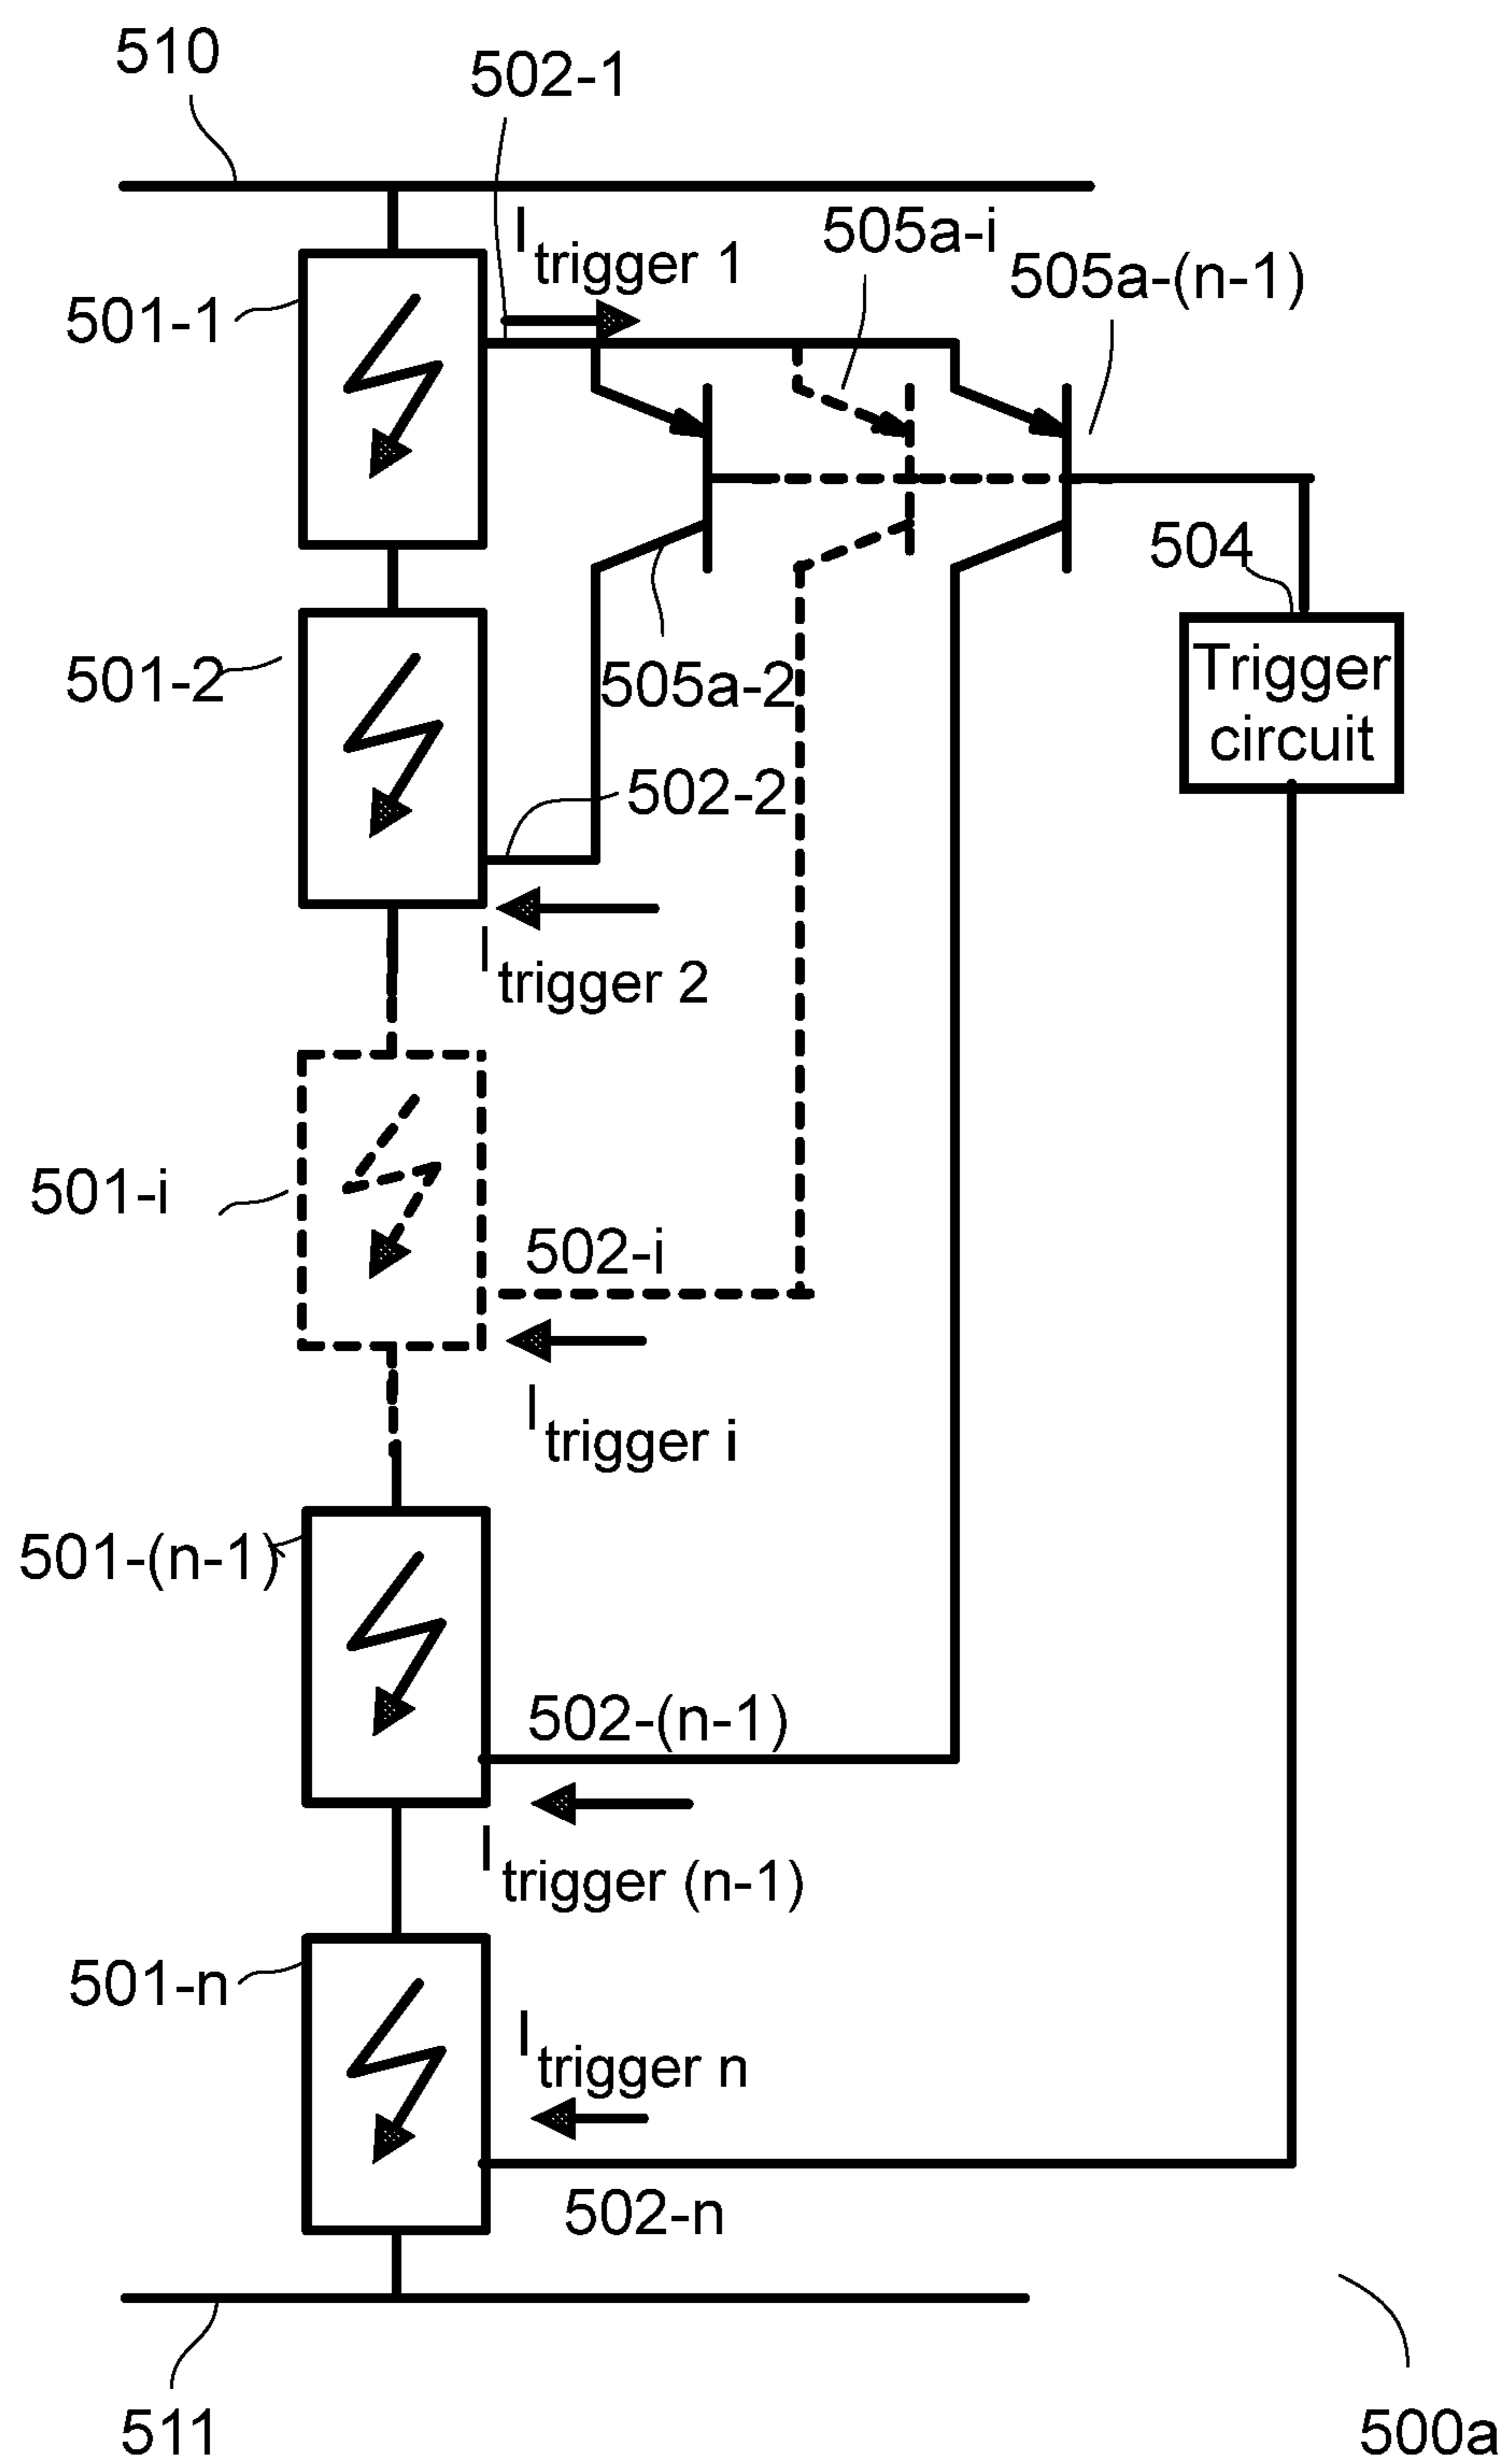 510
502-1
I trigger 1
505a-i
505a-(n-1)
501-1
504
Trigger
circuit
501-2
505a-2
502-2
I trigger 2
501-i
502-i
I trigger i
501-(n-1)
502-(n-1)
I trigger (n-1)
501-n
I trigger n
502-n
511
500a